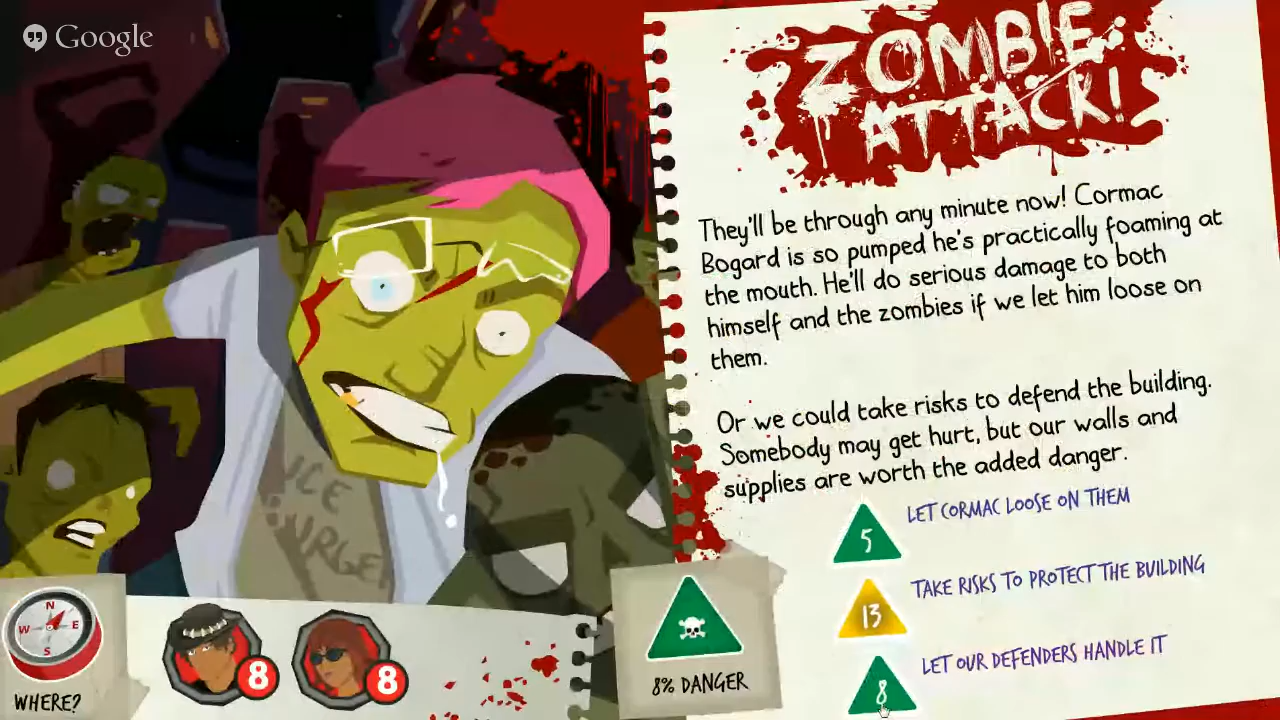 Google
ZOMBIE
ATTACK!
They'll be through any minute now! Cormac
Bogard is so pumped he's practically foaming at
the mouth. He'll do serious damage to both
himself and the zombies if we let him loose on
them.
Or we could take risks to defend the building.
Somebody may get hurt, but our walls and
supplies are worth the added danger.
5 LET CORMAC LOOSE ON THEM
13 TAKE RISKS TO PROTECT THE BUILDING
8 LET OUR DEFENDERS HANDLE IT
N
W E
S
WHERE?
8
8
8% DANGER